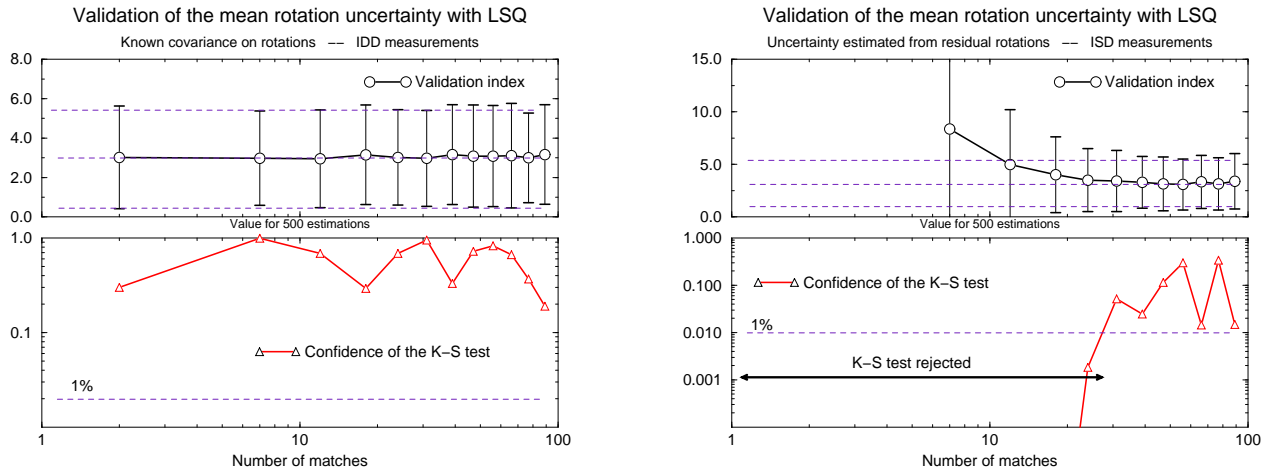 Validation of the mean rotation uncertainty with LSQ
Known covariance on rotations −− IDD measurements
8.0
6.0
4.0
2.0
0.0
Validation index
Value for 500 estimations
1.0
0.1
Confidence of the K−S test
1%
1 10 100
Number of matches
Validation of the mean rotation uncertainty with LSQ
Uncertainty estimated from residual rotations −− ISD measurements
15.0
10.0
5.0
0.0
Validation index
Value for 500 estimations
1.000
0.100
0.010
0.001
Confidence of the K−S test
1%
K−S test rejected
1 10 100
Number of matches